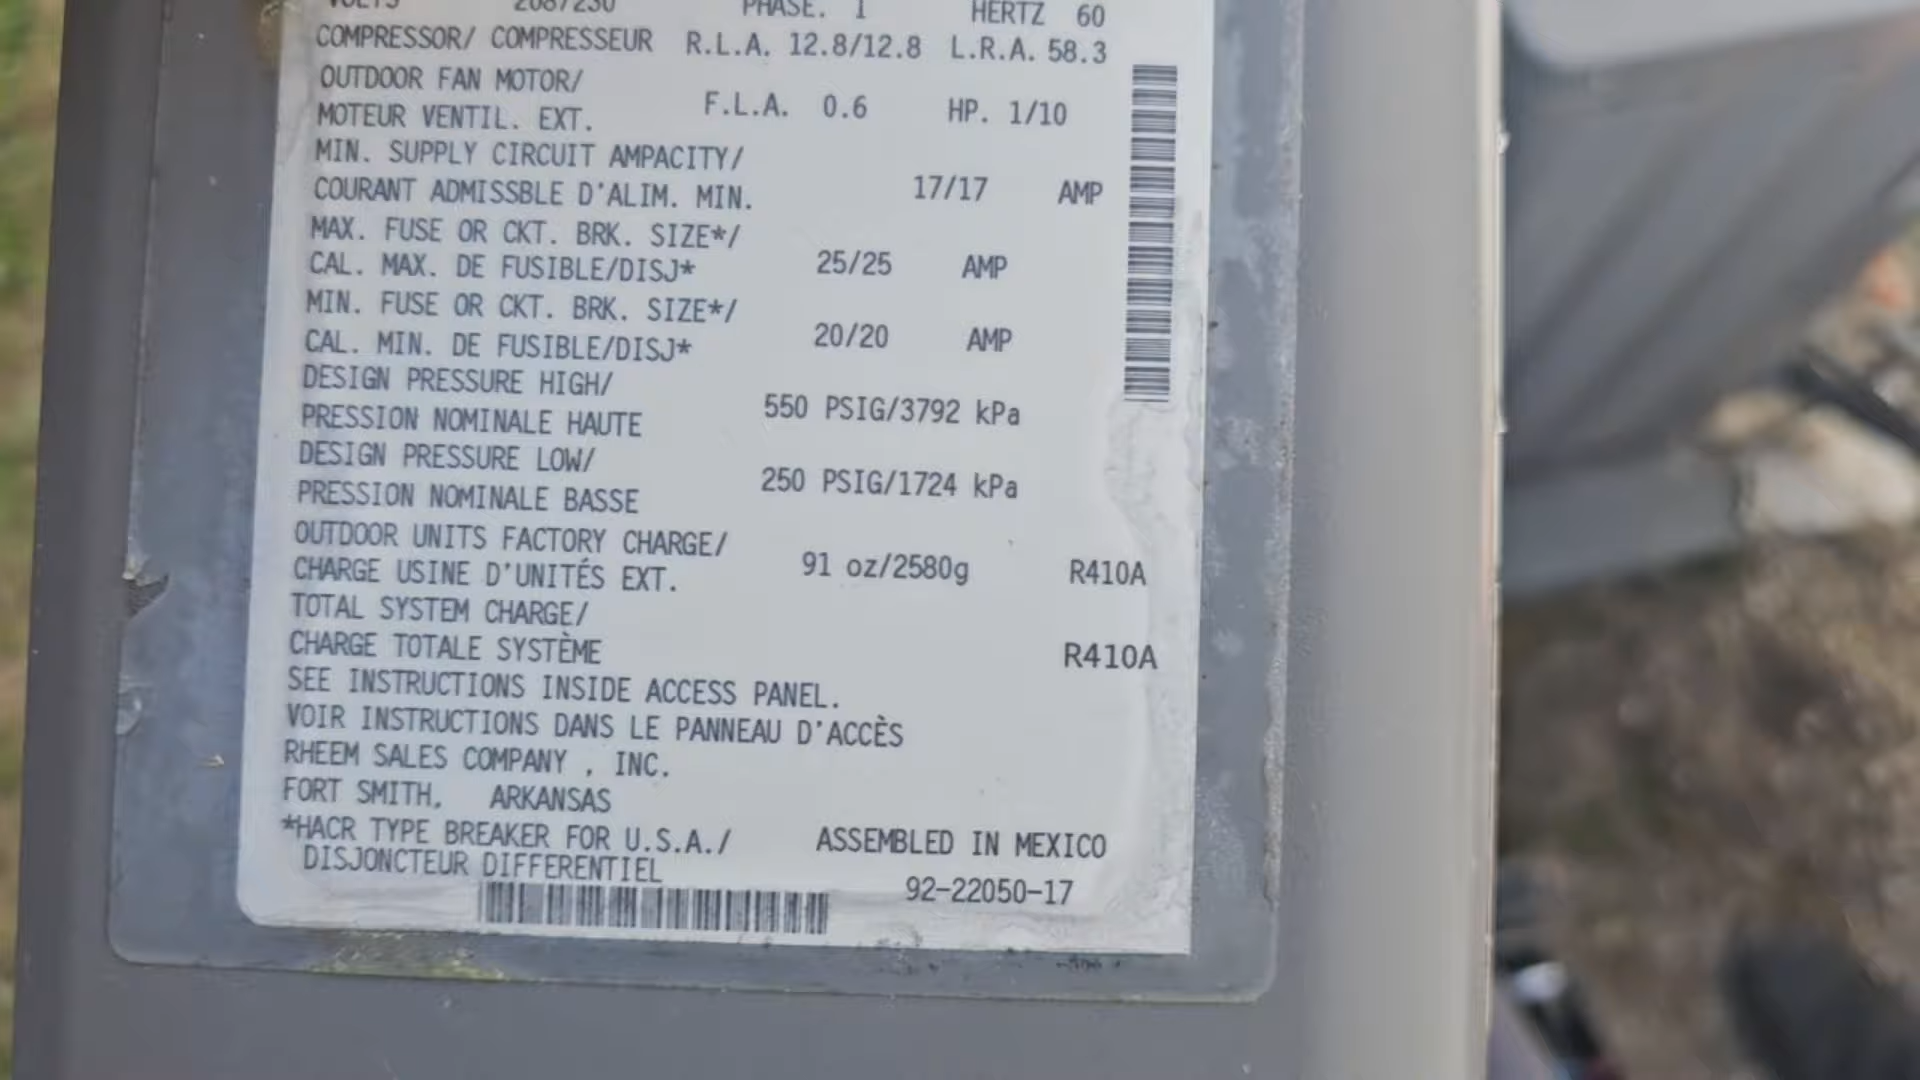 VOLTS 208/230 PHASE. 1 HERTZ 60
COMPRESSOR/ COMPRESSEUR R.L.A. 12.8/12.8 L.R.A. 58.3
OUTDOOR FAN MOTOR/
MOTEUR VENTIL. EXT. F.L.A. 0.6 HP. 1/10
MIN. SUPPLY CIRCUIT AMPACITY/
COURANT ADMISSBLE D'ALIM. MIN. 17/17 AMP
MAX. FUSE OR CKT. BRK. SIZE*/
CAL. MAX. DE FUSIBLE/DISJ* 25/25 AMP
MIN. FUSE OR CKT. BRK. SIZE*/
CAL. MIN. DE FUSIBLE/DISJ* 20/20 AMP
DESIGN PRESSURE HIGH/
PRESSION NOMINALE HAUTE 550 PSIG/3792 kPa
DESIGN PRESSURE LOW/
PRESSION NOMINALE BASSE 250 PSIG/1724 kPa
OUTDOOR UNITS FACTORY CHARGE/
CHARGE USINE D'UNITÉS EXT. 91 oz/2580g R410A
TOTAL SYSTEM CHARGE/
CHARGE TOTALE SYSTÈME R410A
SEE INSTRUCTIONS INSIDE ACCESS PANEL.
VOIR INSTRUCTIONS DANS LE PANNEAU D'ACCÈS
RHEEM SALES COMPANY , INC.
FORT SMITH, ARKANSAS
*HACR TYPE BREAKER FOR U.S.A./ ASSEMBLED IN MEXICO
DISJONCTEUR DIFFERENTIEL
92-22050-17